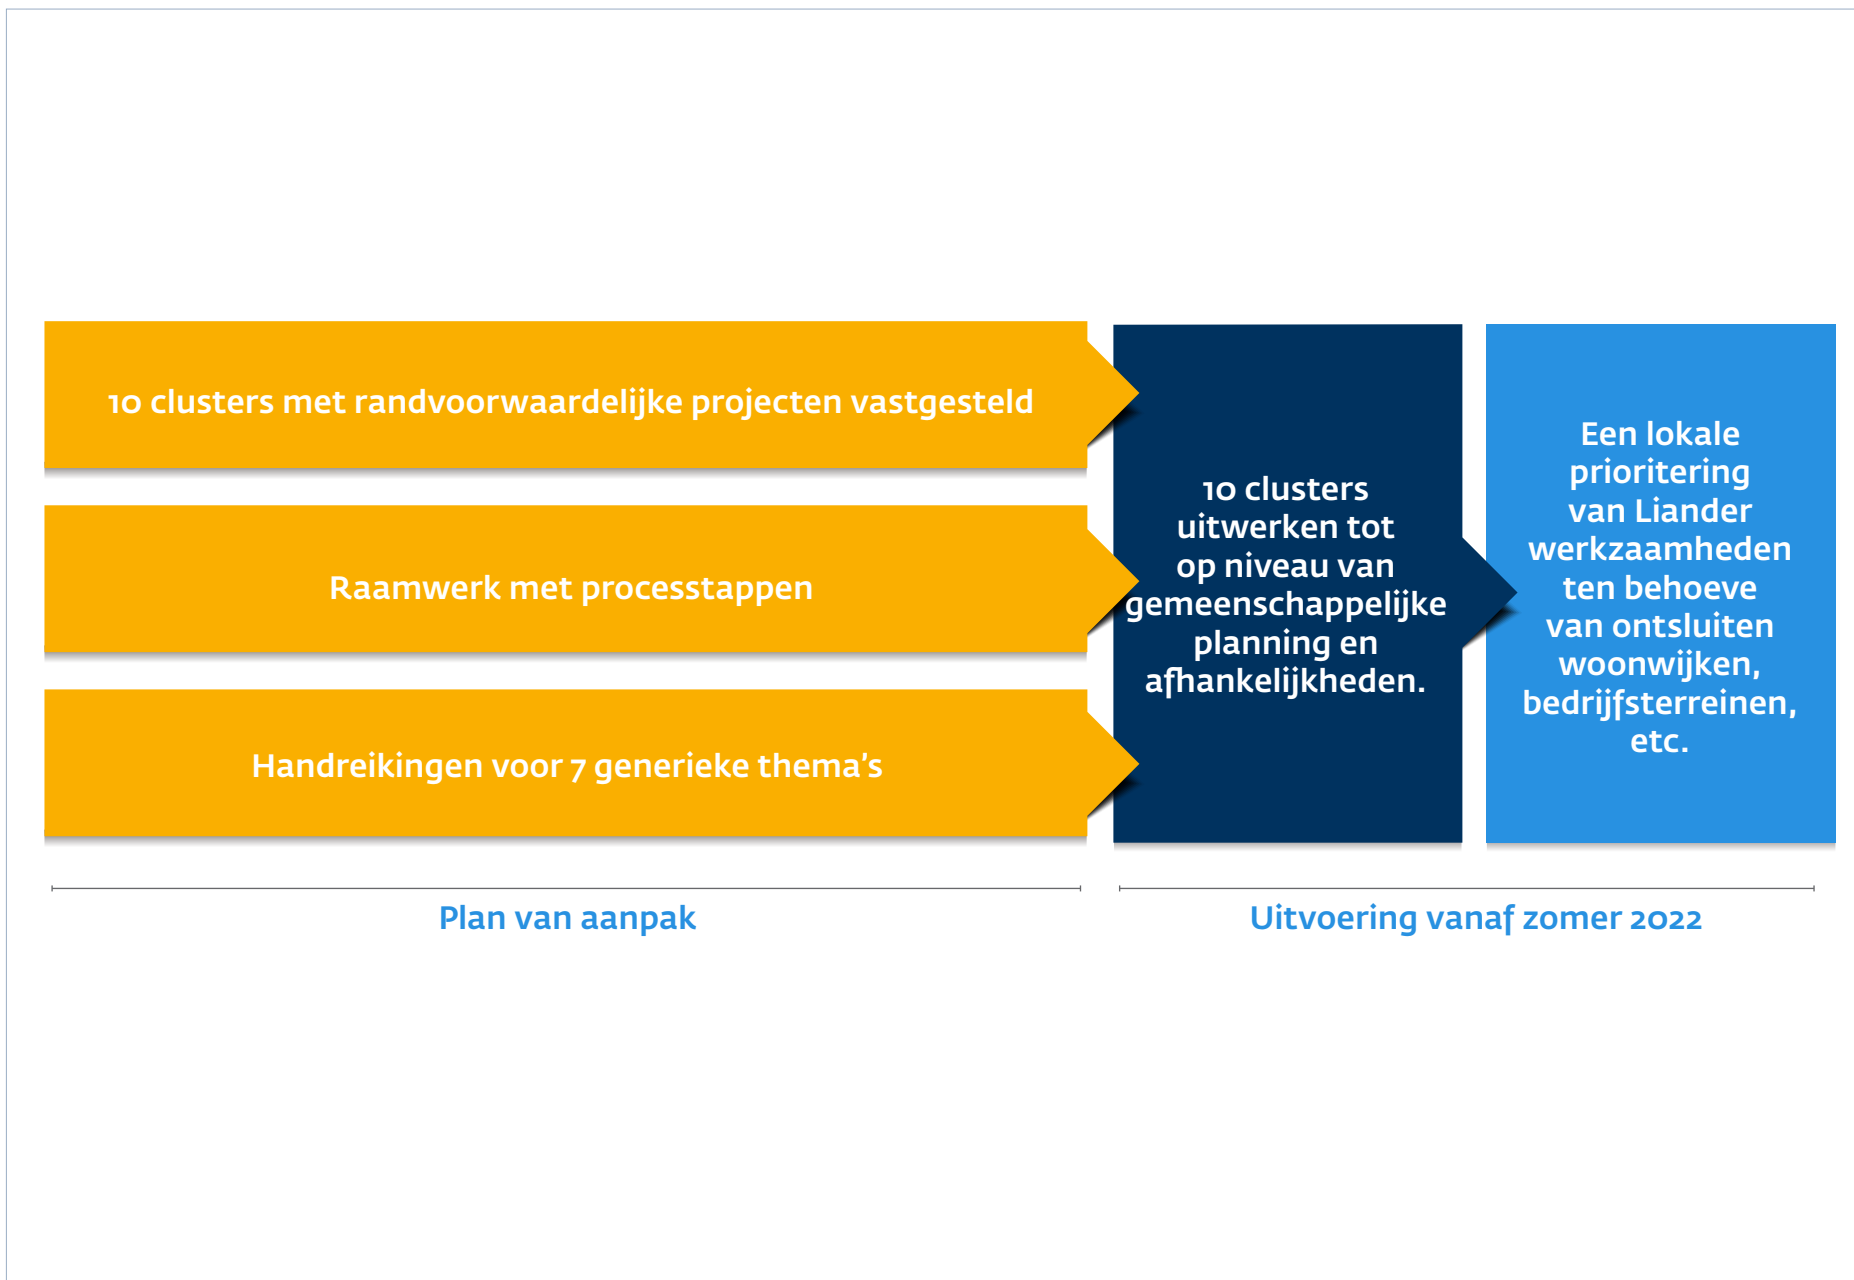 10 clusters met randvoorwaardelijke projecten vastgesteld
Raamwerk met processtappen
Handreikingen voor 7 generieke thema's
10 clusters
uitwerken tot
op niveau van
gemeenschappelijke
planning en
afhankelijkheden.
Een lokale
prioritering
van Liander
werkzaamheden
ten behoeve
van ontsluiten
woonwijken,
bedrijfsterreinen,
etc.
Plan van aanpak
Uitvoering vanaf zomer 2022